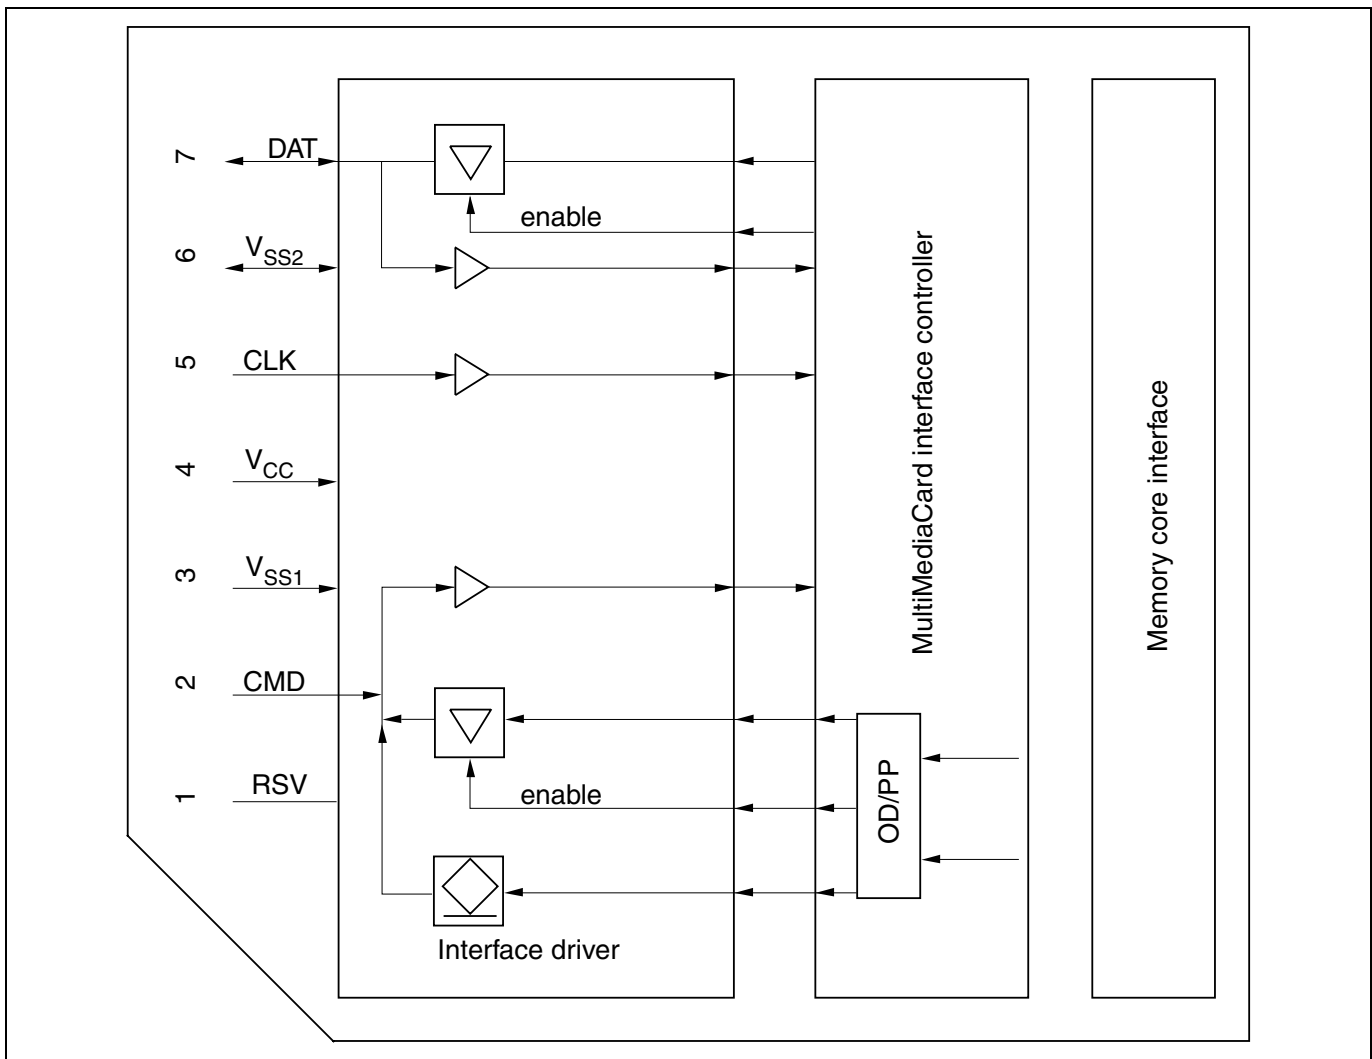 7 DAT
enable
6 VSS2
5 CLK
4 VCC
3 VSS1
2 CMD
1 RSV
enable
OD/PP
Interface driver
MultiMediaCard interface controller
Memory core interface